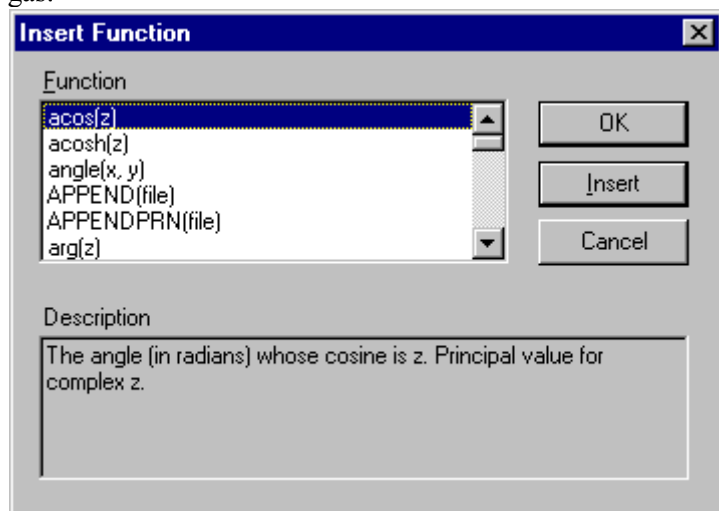 gas.
Insert Function
Function
acos(z)
acosh(z)
angle(x, y)
APPEND(file)
APPENDPRN(file)
arg(z)
OK
Insert
Cancel
Description
The angle (in radians) whose cosine is z. Principal value for
complex z.